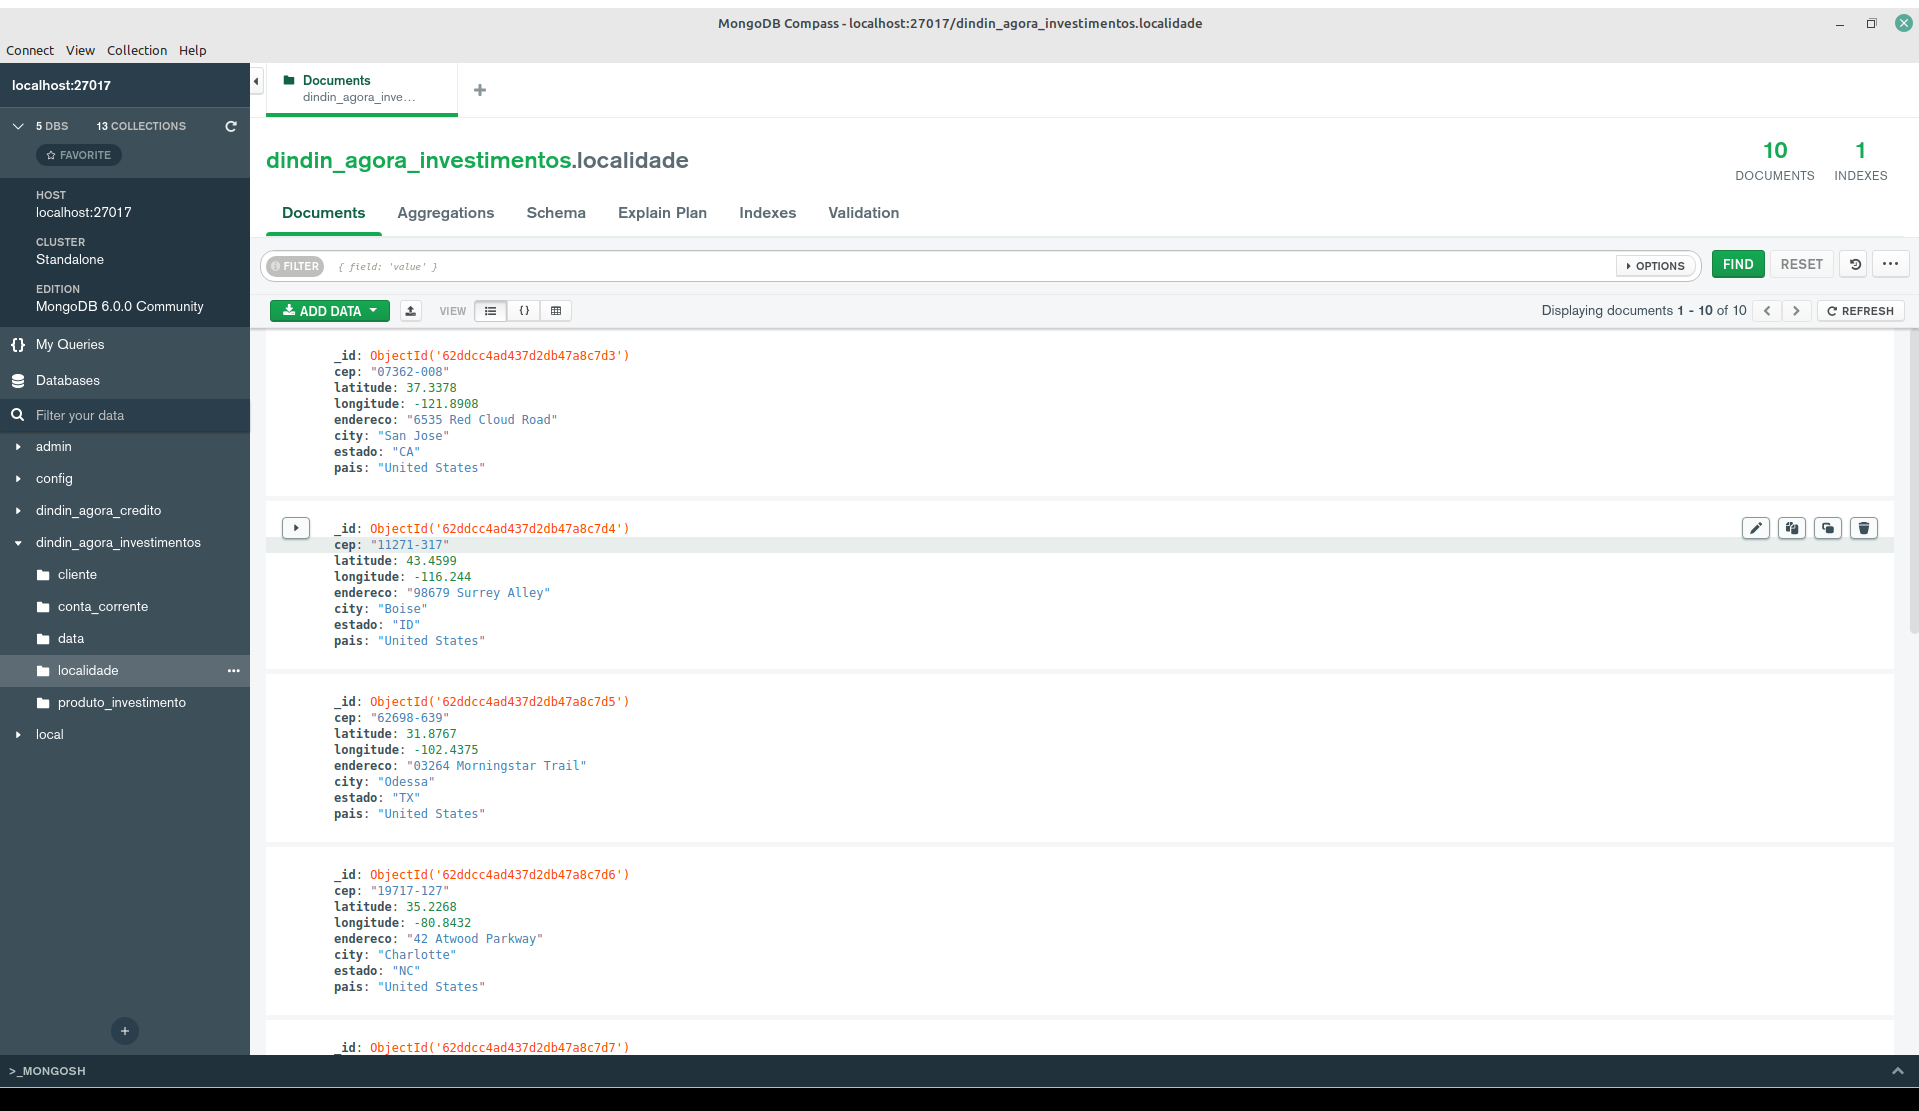 MongoDB Compass - localhost:27017/dindin_agora_investimentos.localidade
Connect View Collection Help
localhost:27017
5 DBS 13 COLLECTIONS
FAVORITE
HOST
localhost:27017
CLUSTER
Standalone
EDITION
MongoDB 6.0.0 Community
{} My Queries
Databases
Filter your data
admin
config
dindin_agora_credito
dindin_agora_investimentos
cliente
conta_corrente
data
localidade
produto_investimento
local
Documents
dindin_agora_inve...
dindin_agora_investimentos.localidade
10
DOCUMENTS
1
INDEXES
Documents Aggregations Schema Explain Plan Indexes Validation
FILTER { field: 'value' } OPTIONS FIND RESET
ADD DATA VIEW {} Displaying documents 1 - 10 of 10 REFRESH
_id: ObjectId('62ddcc4ad437d2db47a8c7d3')
cep: "07362-008"
latitude: 37.3378
longitude: -121.8908
endereco: "6535 Red Cloud Road"
city: "San Jose"
estado: "CA"
pais: "United States"
_id: ObjectId('62ddcc4ad437d2db47a8c7d4')
cep: "11271-317"
latitude: 43.4599
longitude: -116.244
endereco: "98679 Surrey Alley"
city: "Boise"
estado: "ID"
pais: "United States"
_id: ObjectId('62ddcc4ad437d2db47a8c7d5')
cep: "62698-639"
latitude: 31.8767
longitude: -102.4375
endereco: "03264 Morningstar Trail"
city: "Odessa"
estado: "TX"
pais: "United States"
_id: ObjectId('62ddcc4ad437d2db47a8c7d6')
cep: "19717-127"
latitude: 35.2268
longitude: -80.8432
endereco: "42 Atwood Parkway"
city: "Charlotte"
estado: "NC"
pais: "United States"
_id: ObjectId('62ddcc4ad437d2db47a8c7d7')
>_MONGOSH